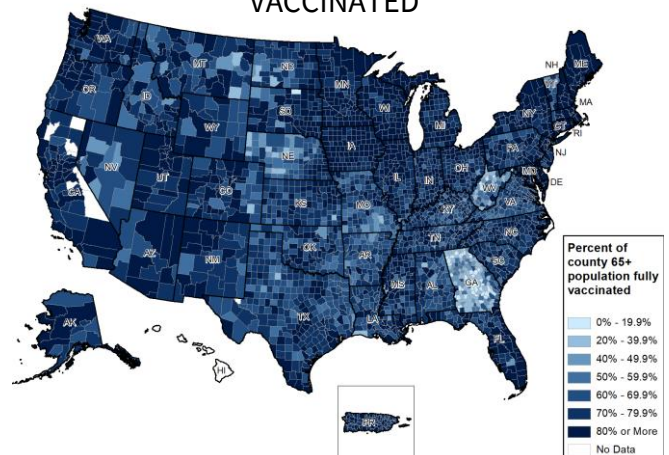 VACCINATED
WA
MT
ND
MN
OR
ID
WY
SD
WI
MI
NH
VT
ME
NY
MA
CT
RI
NV
UT
CO
NE
IA
IL
IN
OH
PA
NJ
MD
DE
CA
KS
MO
KY
WV
VA
AZ
NM
OK
AR
TN
NC
SC
TX
LA
MS
AL
GA
FL
AK
HI
PR
Percent of
county 65+
population fully
vaccinated
0% - 19.9%
20% - 39.9%
40% - 49.9%
50% - 59.9%
60% - 69.9%
70% - 79.9%
80% or More
No Data